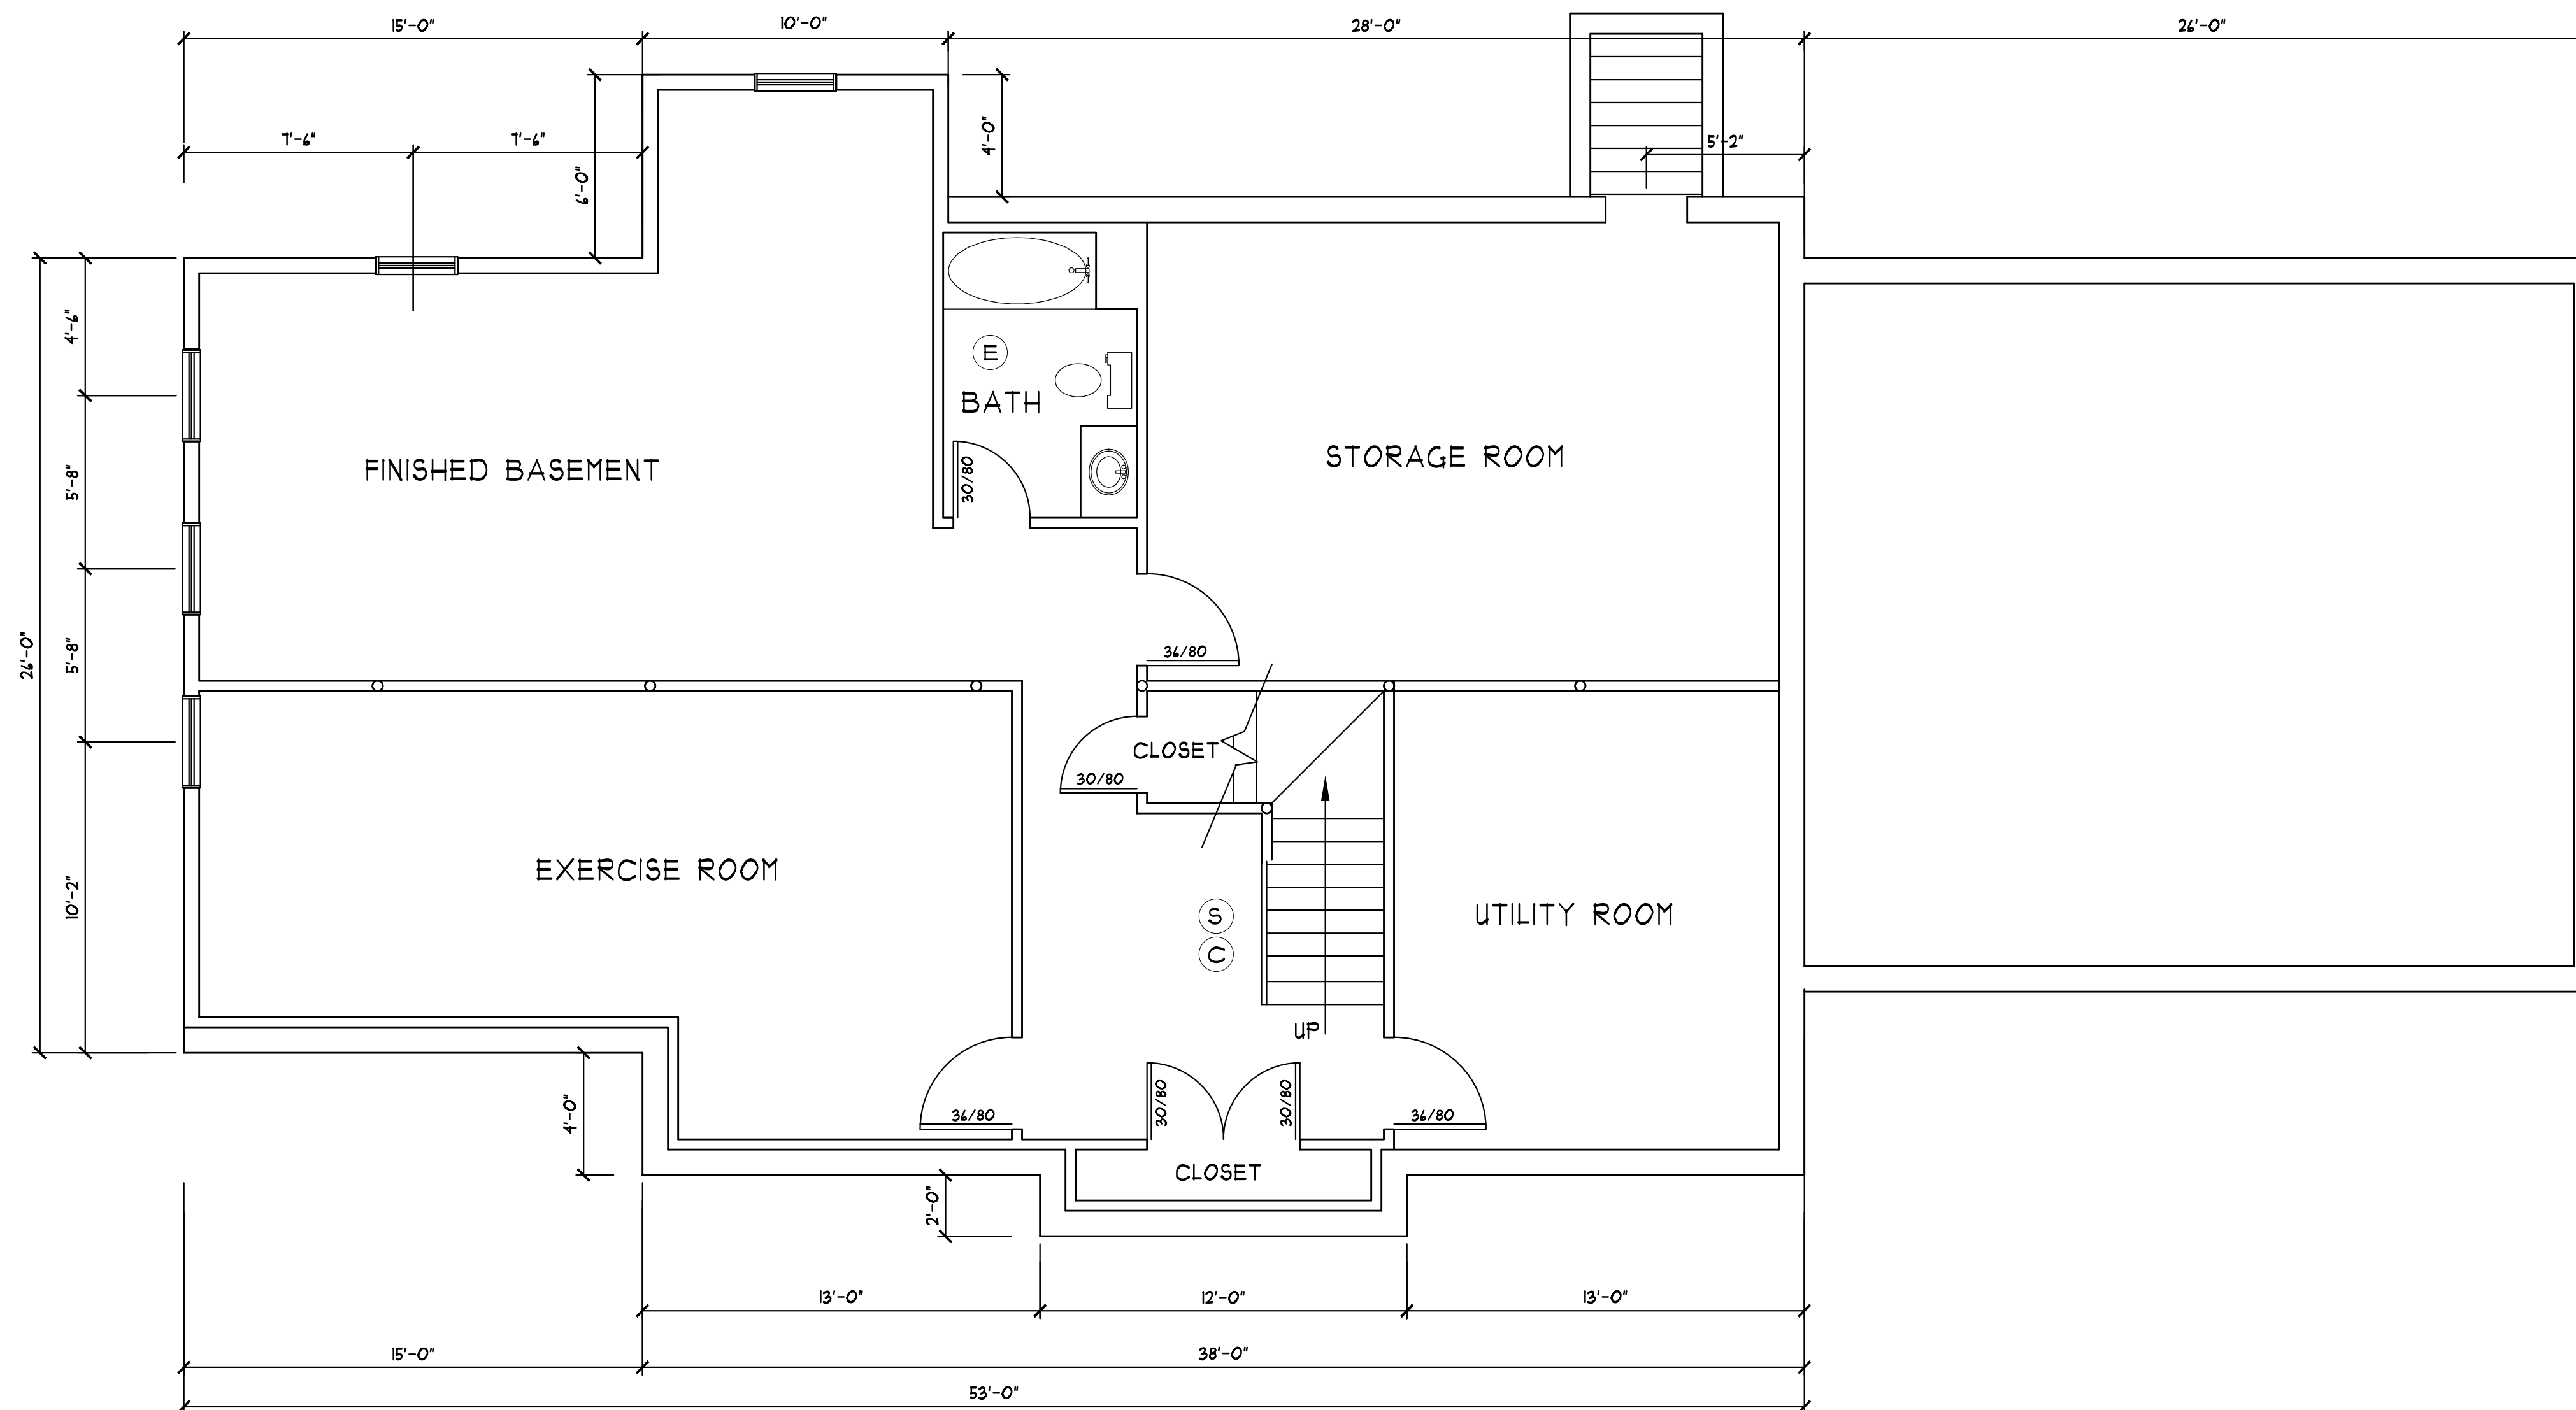 15'-0"
10'-0"
28'-0"
26'-0"
7'-6"
7'-6"
5'-2"
6'-0"
4'-0"
4'-6"
E
BATH
FINISHED BASEMENT
30/80
STORAGE ROOM
5'-8"
26'-0"
5'-8"
36/80
CLOSET
30/80
EXERCISE ROOM
10'-2"
S
C
UTILITY ROOM
UP
4'-0"
36/80
30/80
30/80
36/80
CLOSET
2'-0"
13'-0"
12'-0"
13'-0"
15'-0"
38'-0"
53'-0"